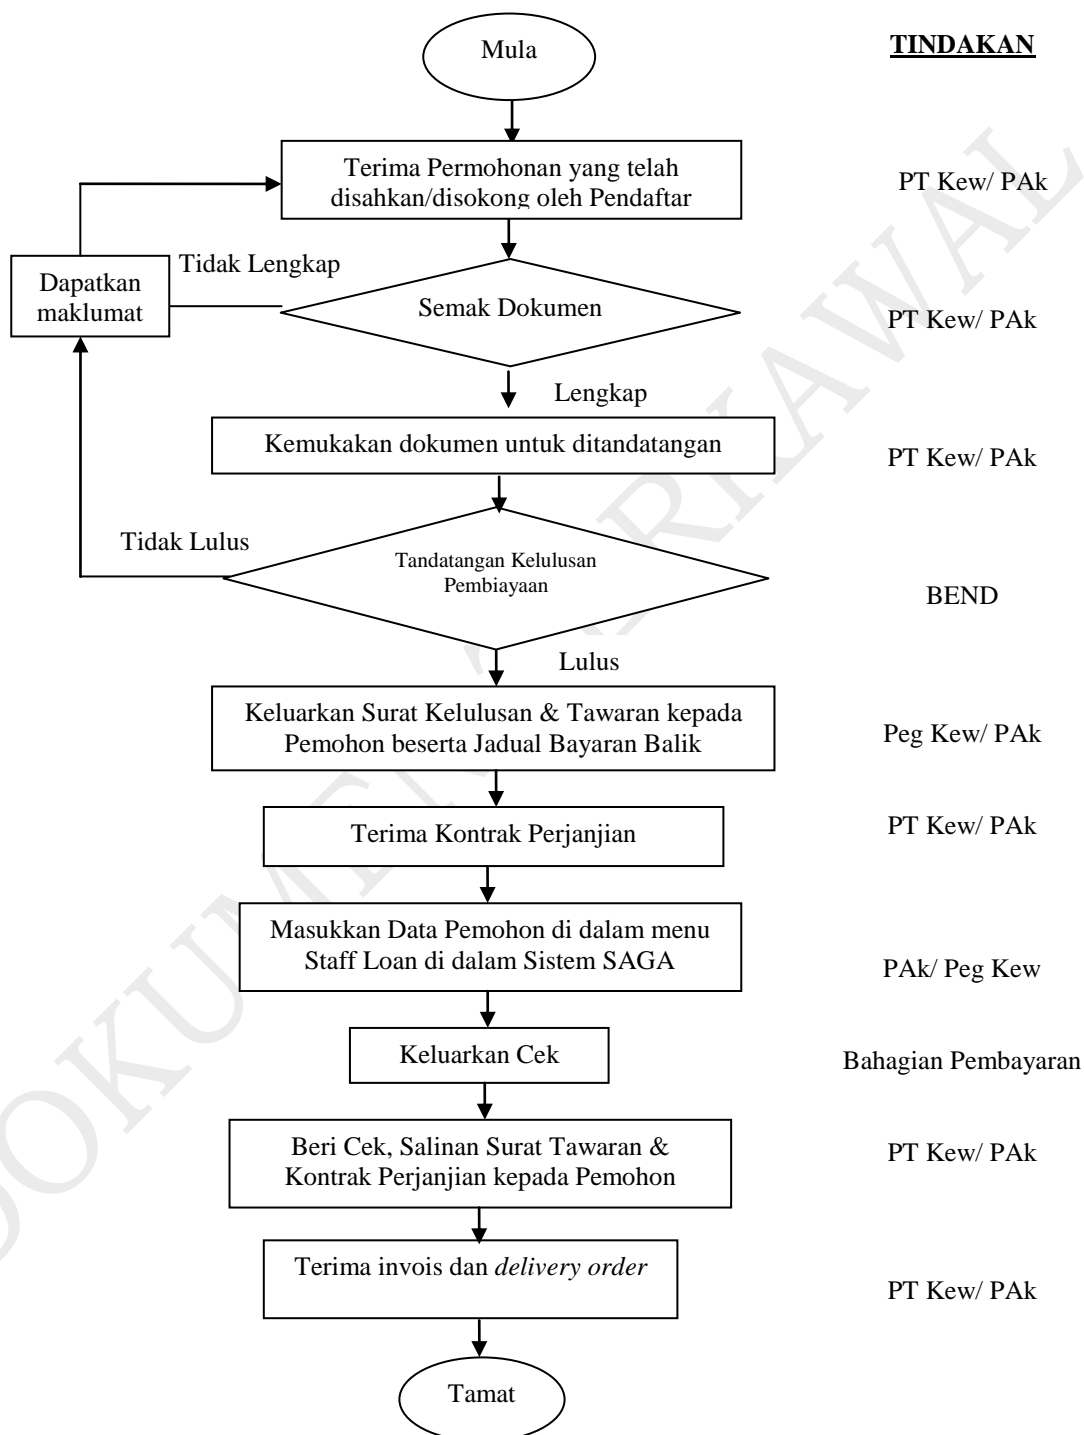 Mula
TINDAKAN
Terima Permohonan yang telah
disahkan/disokong oleh Pendaftar
PT Kew/ PAk
Tidak Lengkap
Dapatkan
maklumat
Semak Dokumen
PT Kew/ PAk
Lengkap
Kemukakan dokumen untuk ditandatangan
PT Kew/ PAk
Tidak Lulus
Tandatangan Kelulusan
Pembiayaan
BEND
Lulus
Keluarkan Surat Kelulusan & Tawaran kepada
Pemohon beserta Jadual Bayaran Balik
Peg Kew/ PAk
Terima Kontrak Perjanjian
PT Kew/ PAk
Masukkan Data Pemohon di dalam menu
Staff Loan di dalam Sistem SAGA
PAk/ Peg Kew
Keluarkan Cek
Bahagian Pembayaran
Beri Cek, Salinan Surat Tawaran &
Kontrak Perjanjian kepada Pemohon
PT Kew/ PAk
Terima invois dan delivery order
PT Kew/ PAk
Tamat